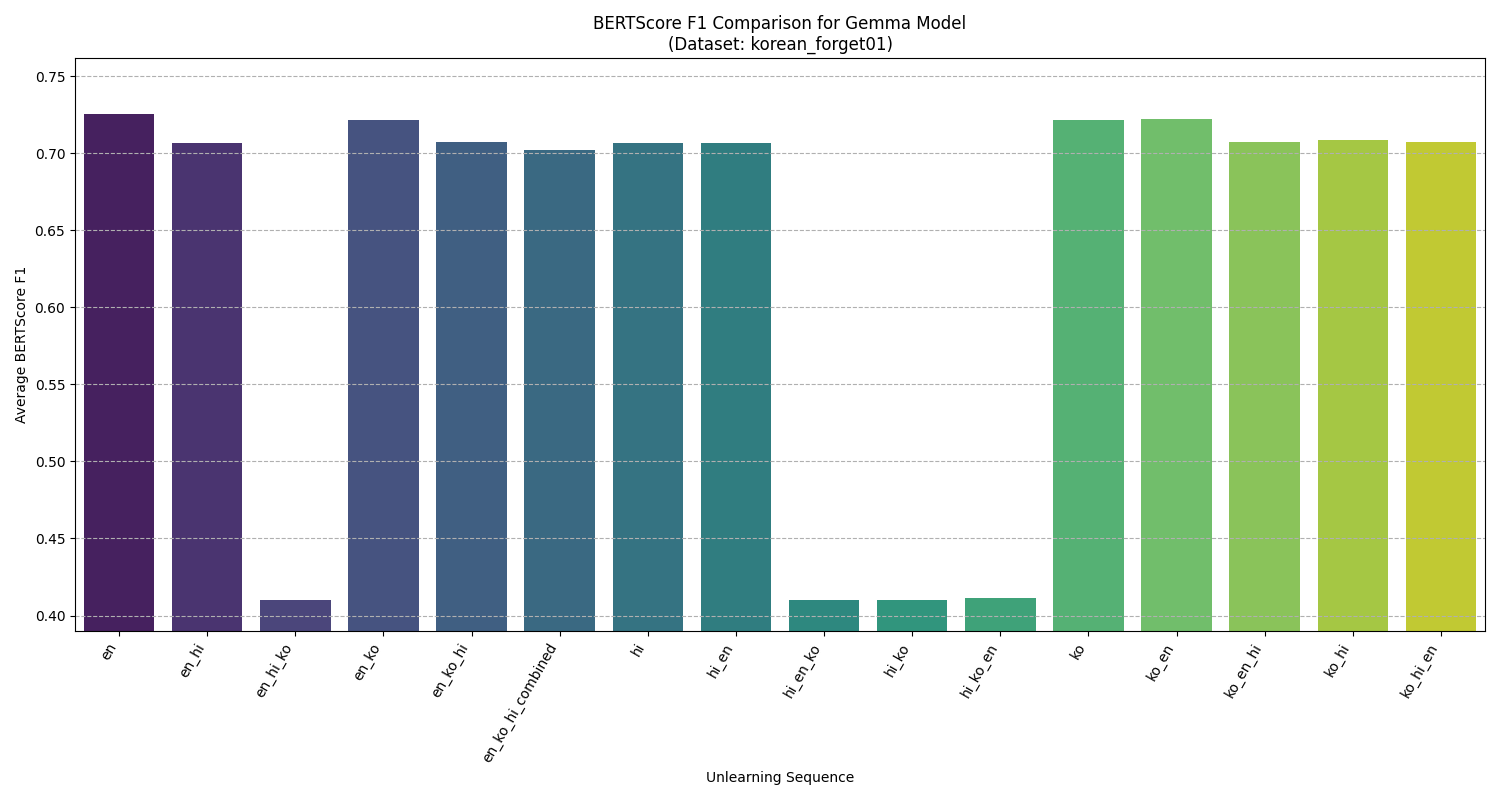 BERTScore F1 Comparison for Gemma Model
(Dataset: korean_forget01)
Average BERTScore F1
0.75
0.70
0.65
0.60
0.55
0.50
0.45
0.40
en
en_hi
en_hi_ko
en_ko
en_ko_hi
en_ko_hi_combined
hi
hi_en
hi_en_ko
hi_ko
hi_ko_en
ko
ko_en
ko_en_hi
ko_hi
ko_hi_en
Unlearning Sequence